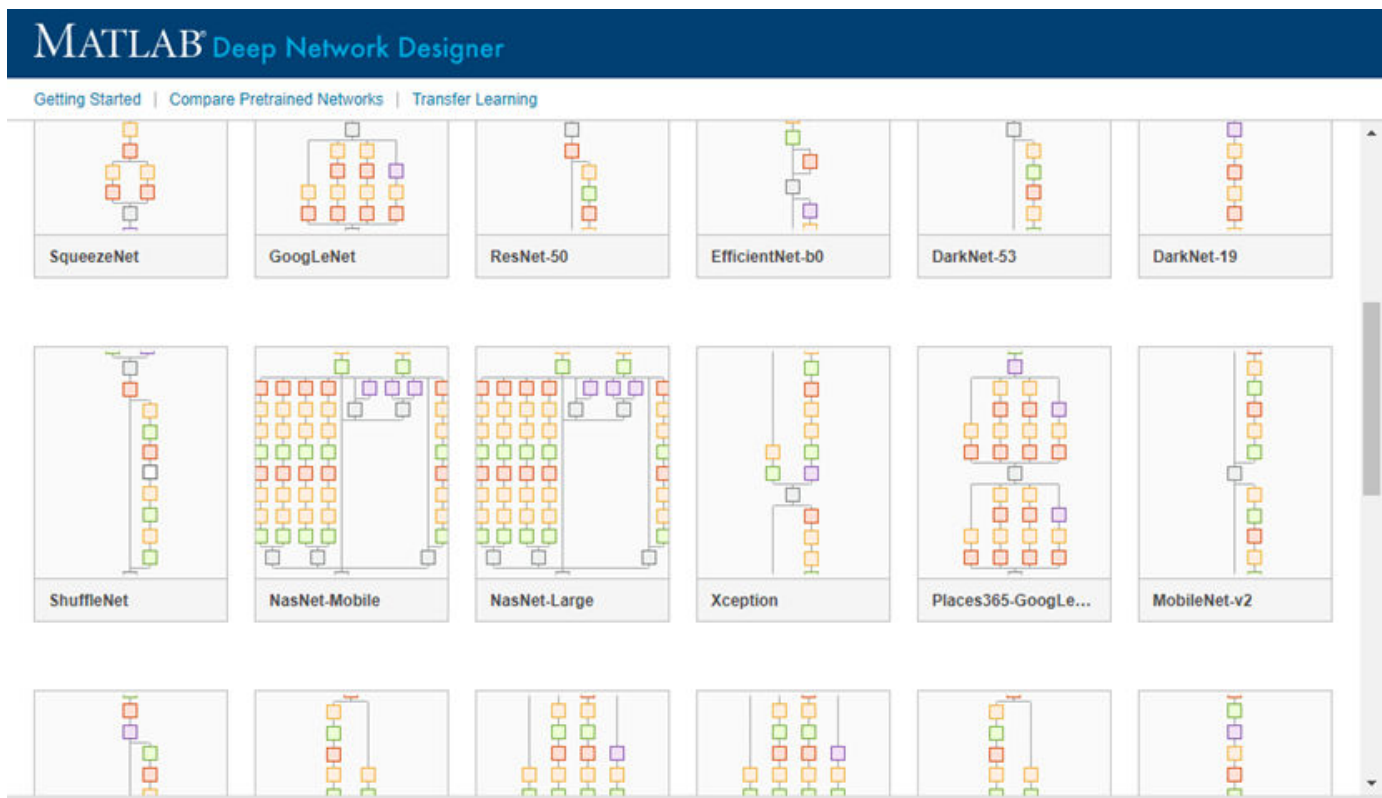 MATLAB® Deep Network Designer
Getting Started | Compare Pretrained Networks | Transfer Learning
SqueezeNet
GoogLeNet
ResNet-50
EfficientNet-b0
DarkNet-53
DarkNet-19
ShuffleNet
NasNet-Mobile
NasNet-Large
Xception
Places365-GoogLe...
MobileNet-v2